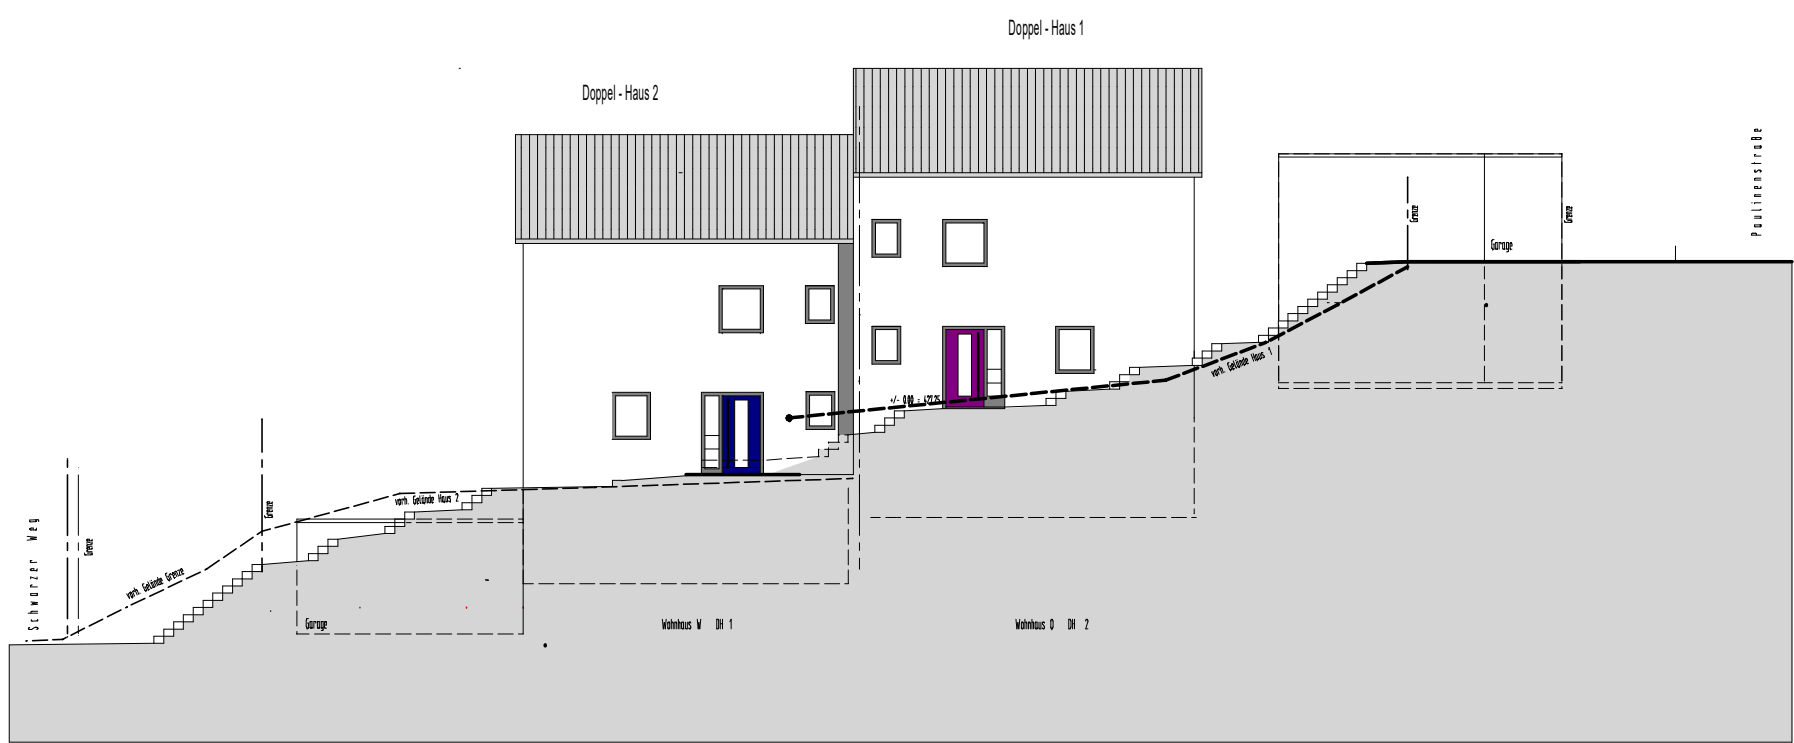 Doppel - Haus 1
Doppel - Haus 2
Paulinenstraße
Grenze
Grenze
Garage
vorh. Gelände Haus 1
+/- 0.00 = 427.25
vorh. Gelände Haus 2
Grenze
Grenze
Schwarzer Weg
vorh. Gelände Grenze
Garage
Wohnhaus W DH 1
Wohnhaus O DH 2